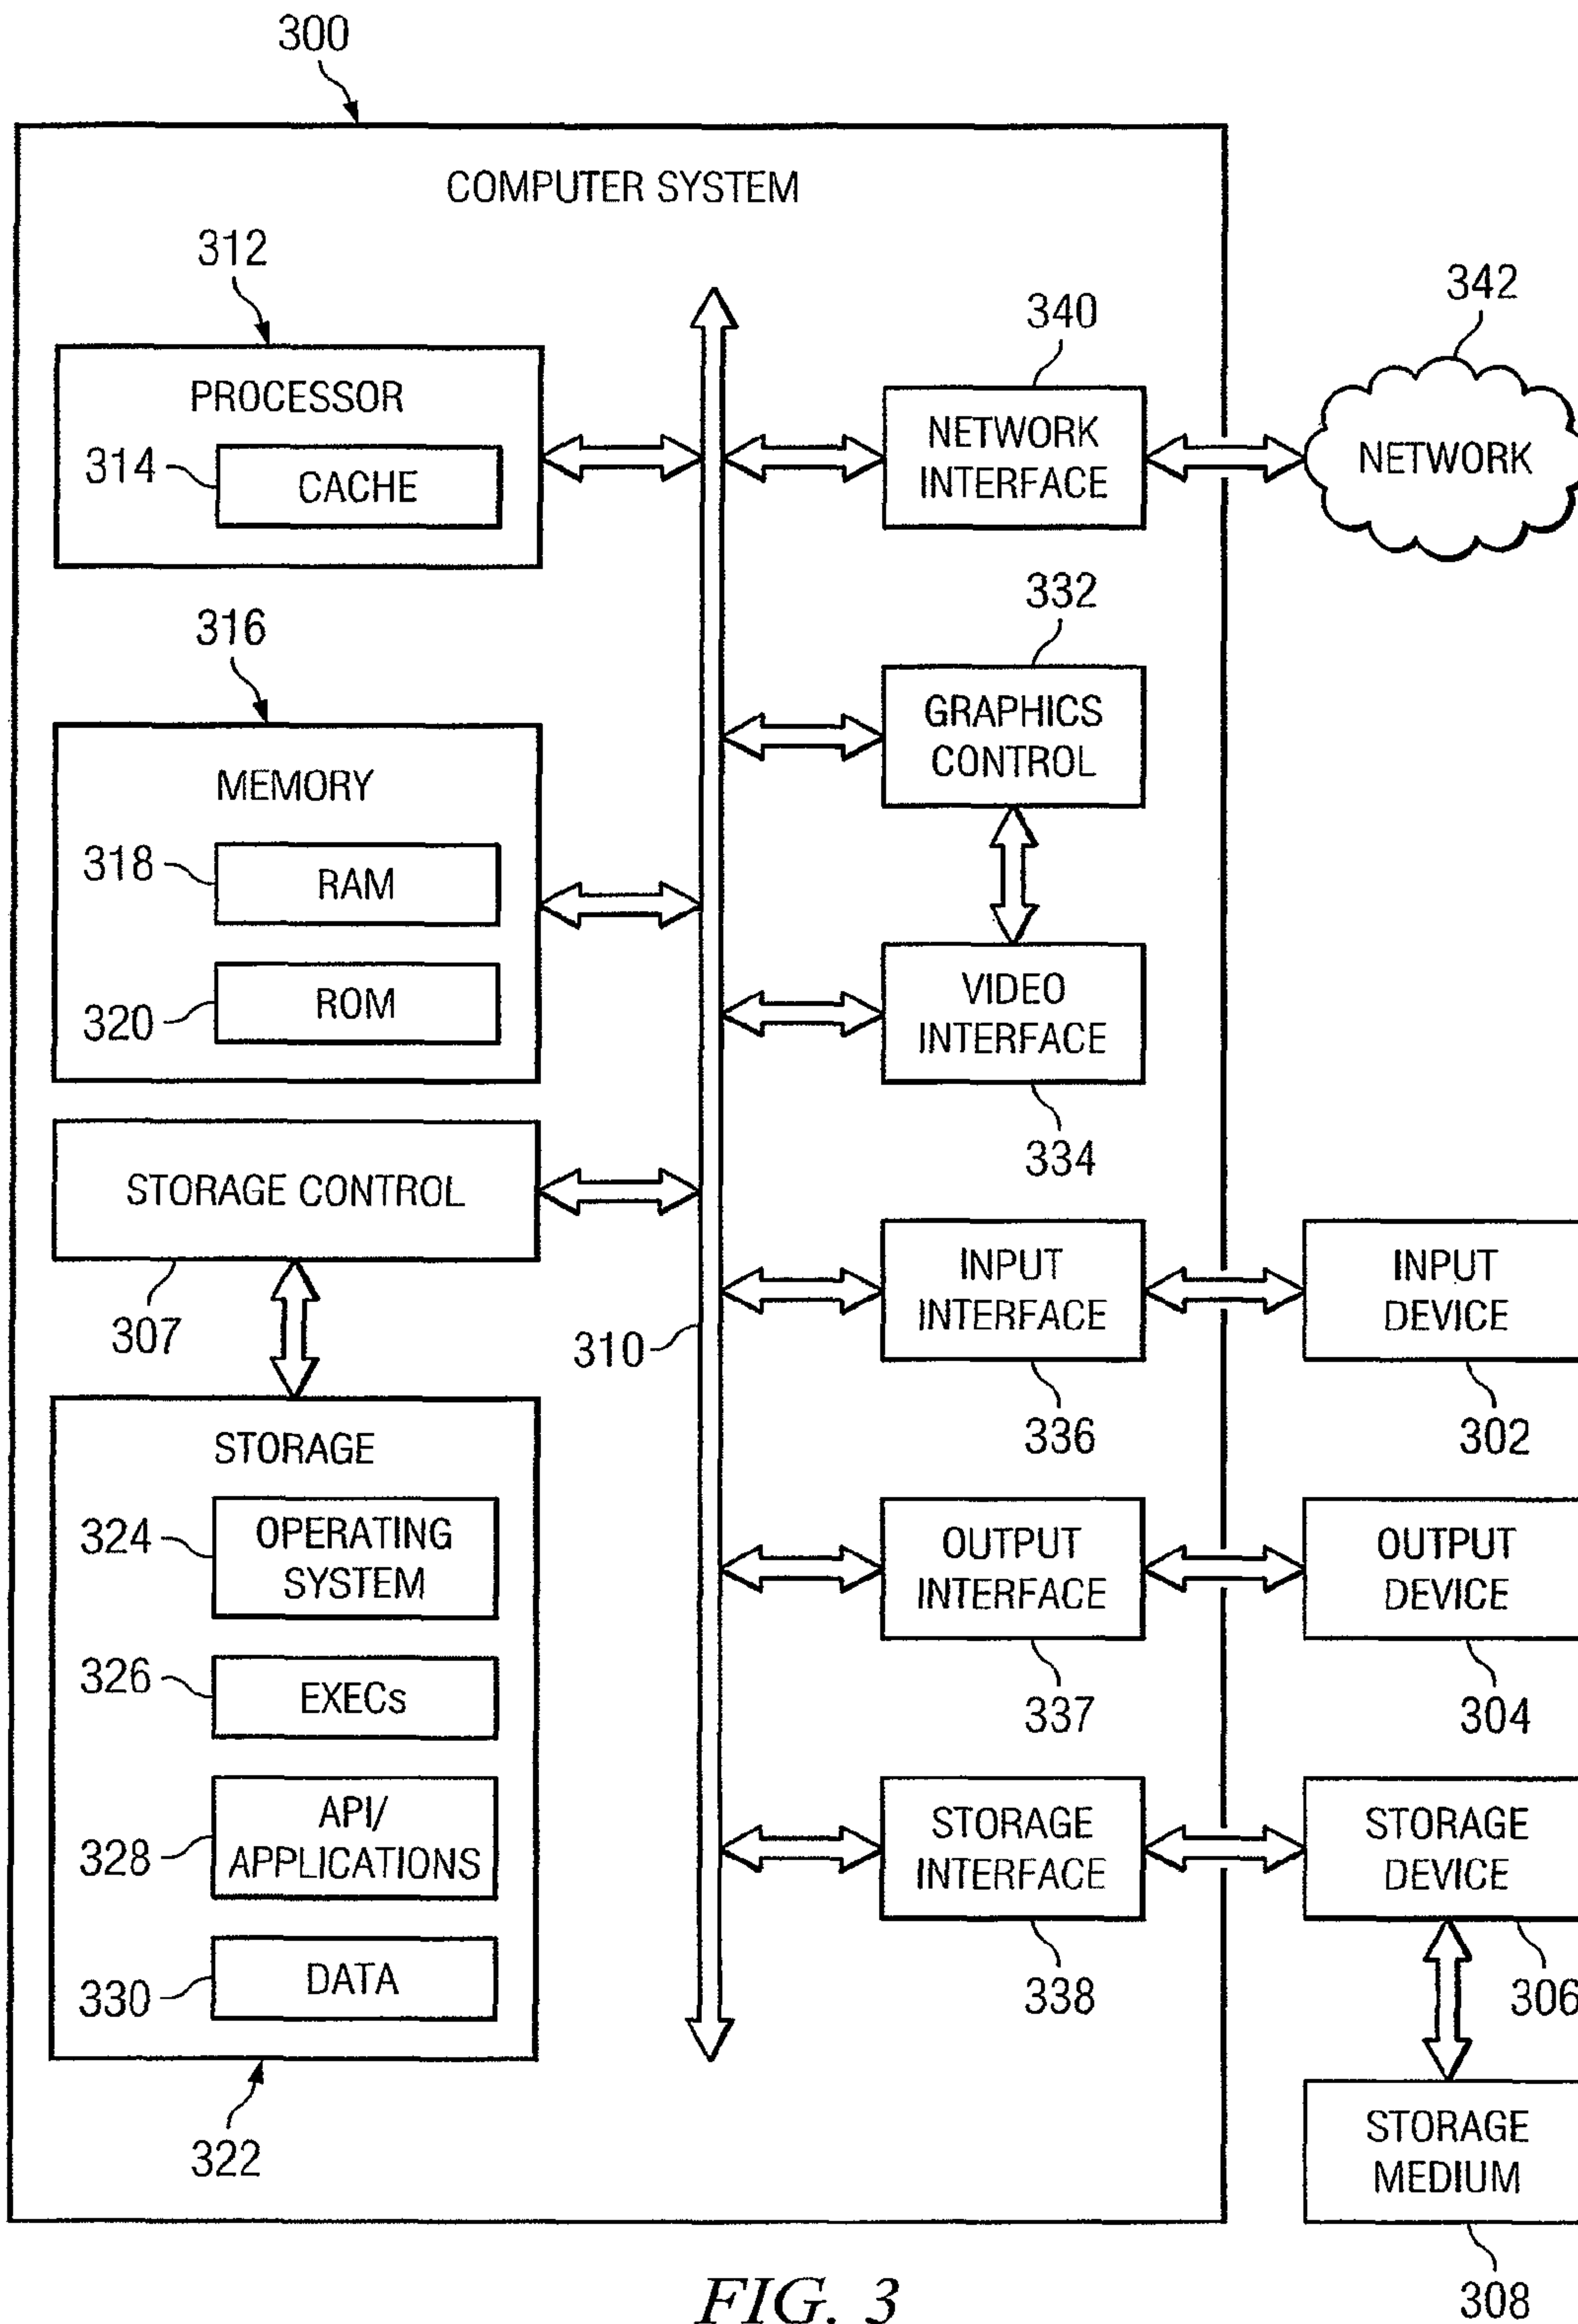 300
COMPUTER SYSTEM
312
PROCESSOR
314
CACHE
316
MEMORY
318
RAM
320
ROM
STORAGE CONTROL
307
STORAGE
324
OPERATING
SYSTEM
326
EXECs
328
API/
APPLICATIONS
330
DATA
322
310
340
NETWORK
INTERFACE
342
NETWORK
332
GRAPHICS
CONTROL
VIDEO
INTERFACE
334
INPUT
INTERFACE
336
INPUT
DEVICE
302
OUTPUT
INTERFACE
337
OUTPUT
DEVICE
304
STORAGE
INTERFACE
338
STORAGE
DEVICE
306
STORAGE
MEDIUM
308
FIG. 3